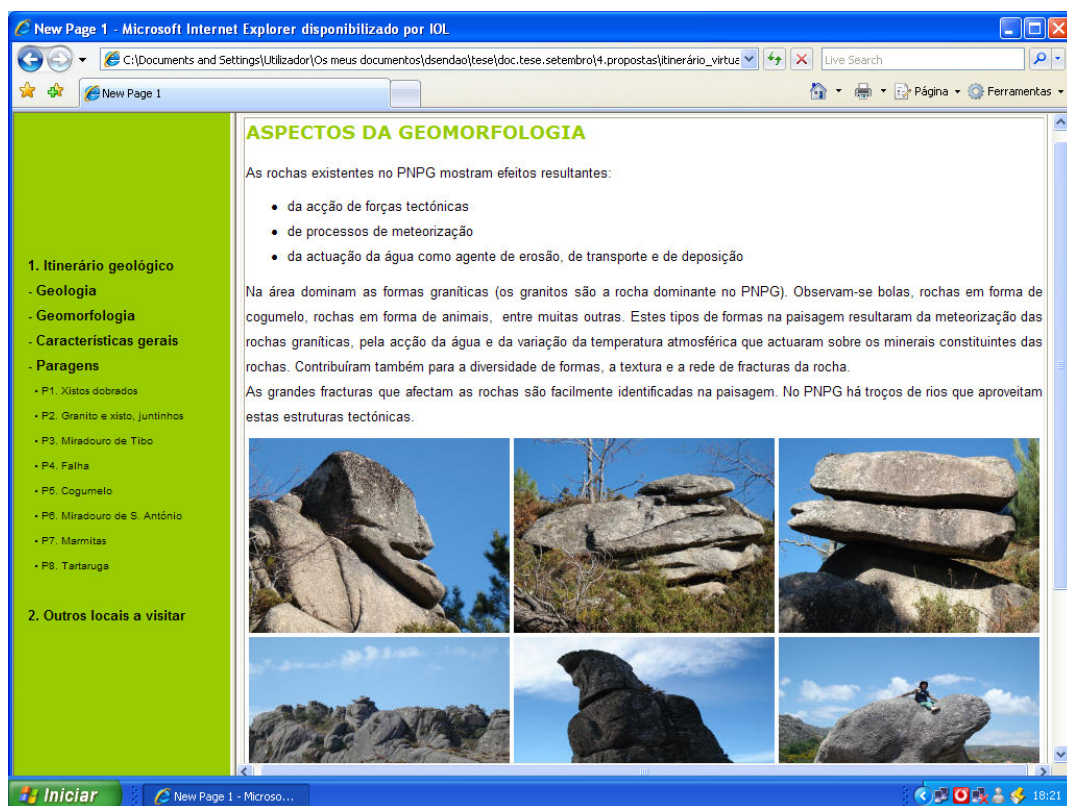 New Page 1 - Microsoft Internet Explorer disponibilizado por IOL
C:\Documents and Settings\Utilizador\Os meus documentos\dsendao\tese\doc.tese.setembro\4.propostas\itinerário_virtua
Live Search
New Page 1
Página
Ferramentas
1. Itinerário geológico
- Geologia
- Geomorfologia
- Características gerais
- Paragens
• P1. Xistos dobrados
• P2. Granito e xisto, juntinhos
• P3. Miradouro de Tibo
• P4. Falha
• P5. Cogumelo
• P6. Miradouro de S. António
• P7. Marmitas
• P8. Tartaruga
2. Outros locais a visitar
ASPECTOS DA GEOMORFOLOGIA
As rochas existentes no PNPG mostram efeitos resultantes:
• da acção de forças tectónicas
• de processos de meteorização
• da actuação da água como agente de erosão, de transporte e de deposição
Na área dominam as formas graníticas (os granitos são a rocha dominante no PNPG). Observam-se bolas, rochas em forma de
cogumelo, rochas em forma de animais, entre muitas outras. Estes tipos de formas na paisagem resultaram da meteorização das
rochas graníticas, pela acção da água e da variação da temperatura atmosférica que actuaram sobre os minerais constituintes das
rochas. Contribuíram também para a diversidade de formas, a textura e a rede de fracturas da rocha.
As grandes fracturas que afectam as rochas são facilmente identificadas na paisagem. No PNPG há troços de rios que aproveitam
estas estruturas tectónicas.
Iniciar
New Page 1 - Microso...
18:21